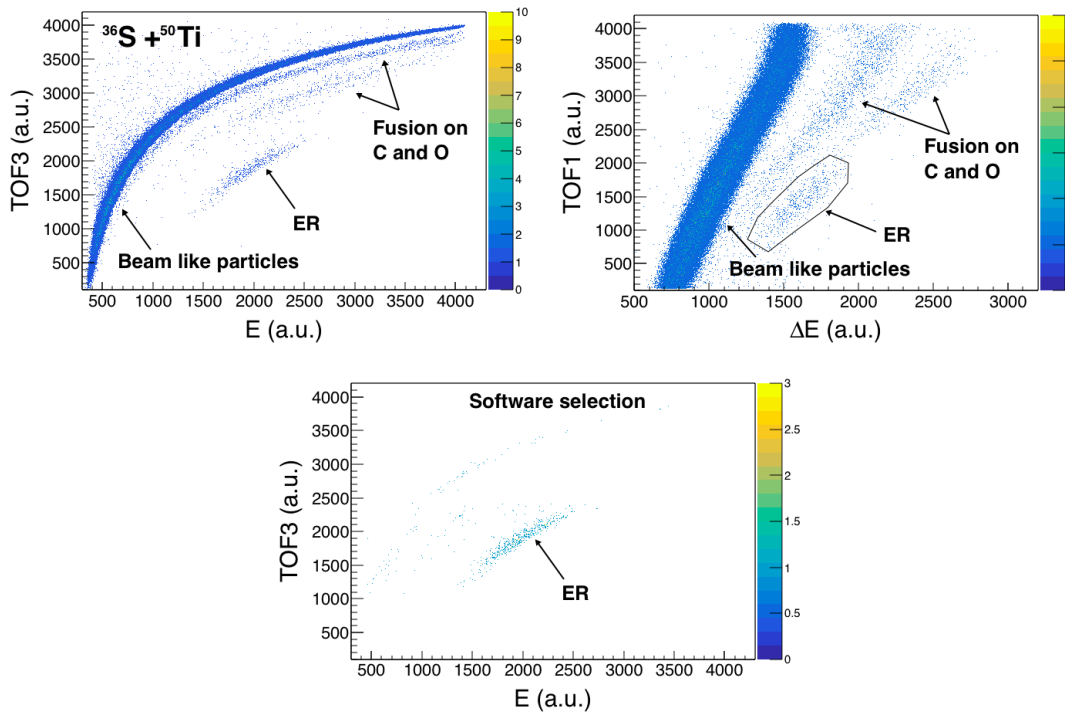 ³⁶S + ⁵⁰Ti
TOF3 (a.u.)
4000
3500
3000
2500
2000
1500
1000
500
Fusion on
C and O
ER
Beam like particles
500 1000 1500 2000 2500 3000 3500 4000
E (a.u.)
10
9
8
7
6
5
4
3
2
1
0
TOF1 (a.u.)
4000
3500
3000
2500
2000
1500
1000
500
Fusion on
C and O
ER
Beam like particles
500 1000 1500 2000 2500 3000
ΔE (a.u.)
Software selection
TOF3 (a.u.)
4000
3500
3000
2500
2000
1500
1000
500
ER
500 1000 1500 2000 2500 3000 3500 4000
E (a.u.)
3
2.5
2
1.5
1
0.5
0